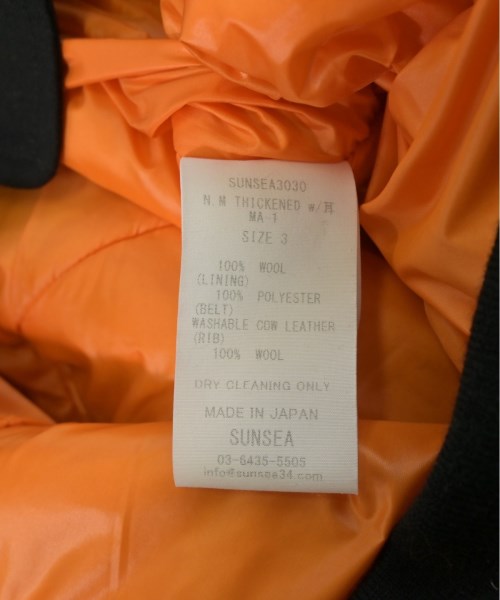 SUNSEA3030
N.M THICKENED w/耳
MA-1
SIZE 3
100% WOOL
(LINING)
100% POLYESTER
(BELT)
WASHABLE COW LEATHER
(RIB)
100% WOOL
DRY CLEANING ONLY
MADE IN JAPAN
SUNSEA
03-6435-5505
info@sunsea34.com